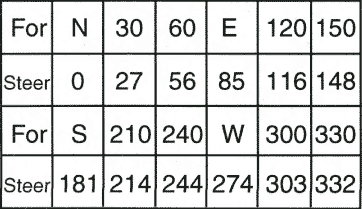 For N 30 60 E 120 150
Steer 0 27 56 85 116 148
For S 210 240 W 300 330
Steer 181 214 244 274 303 332